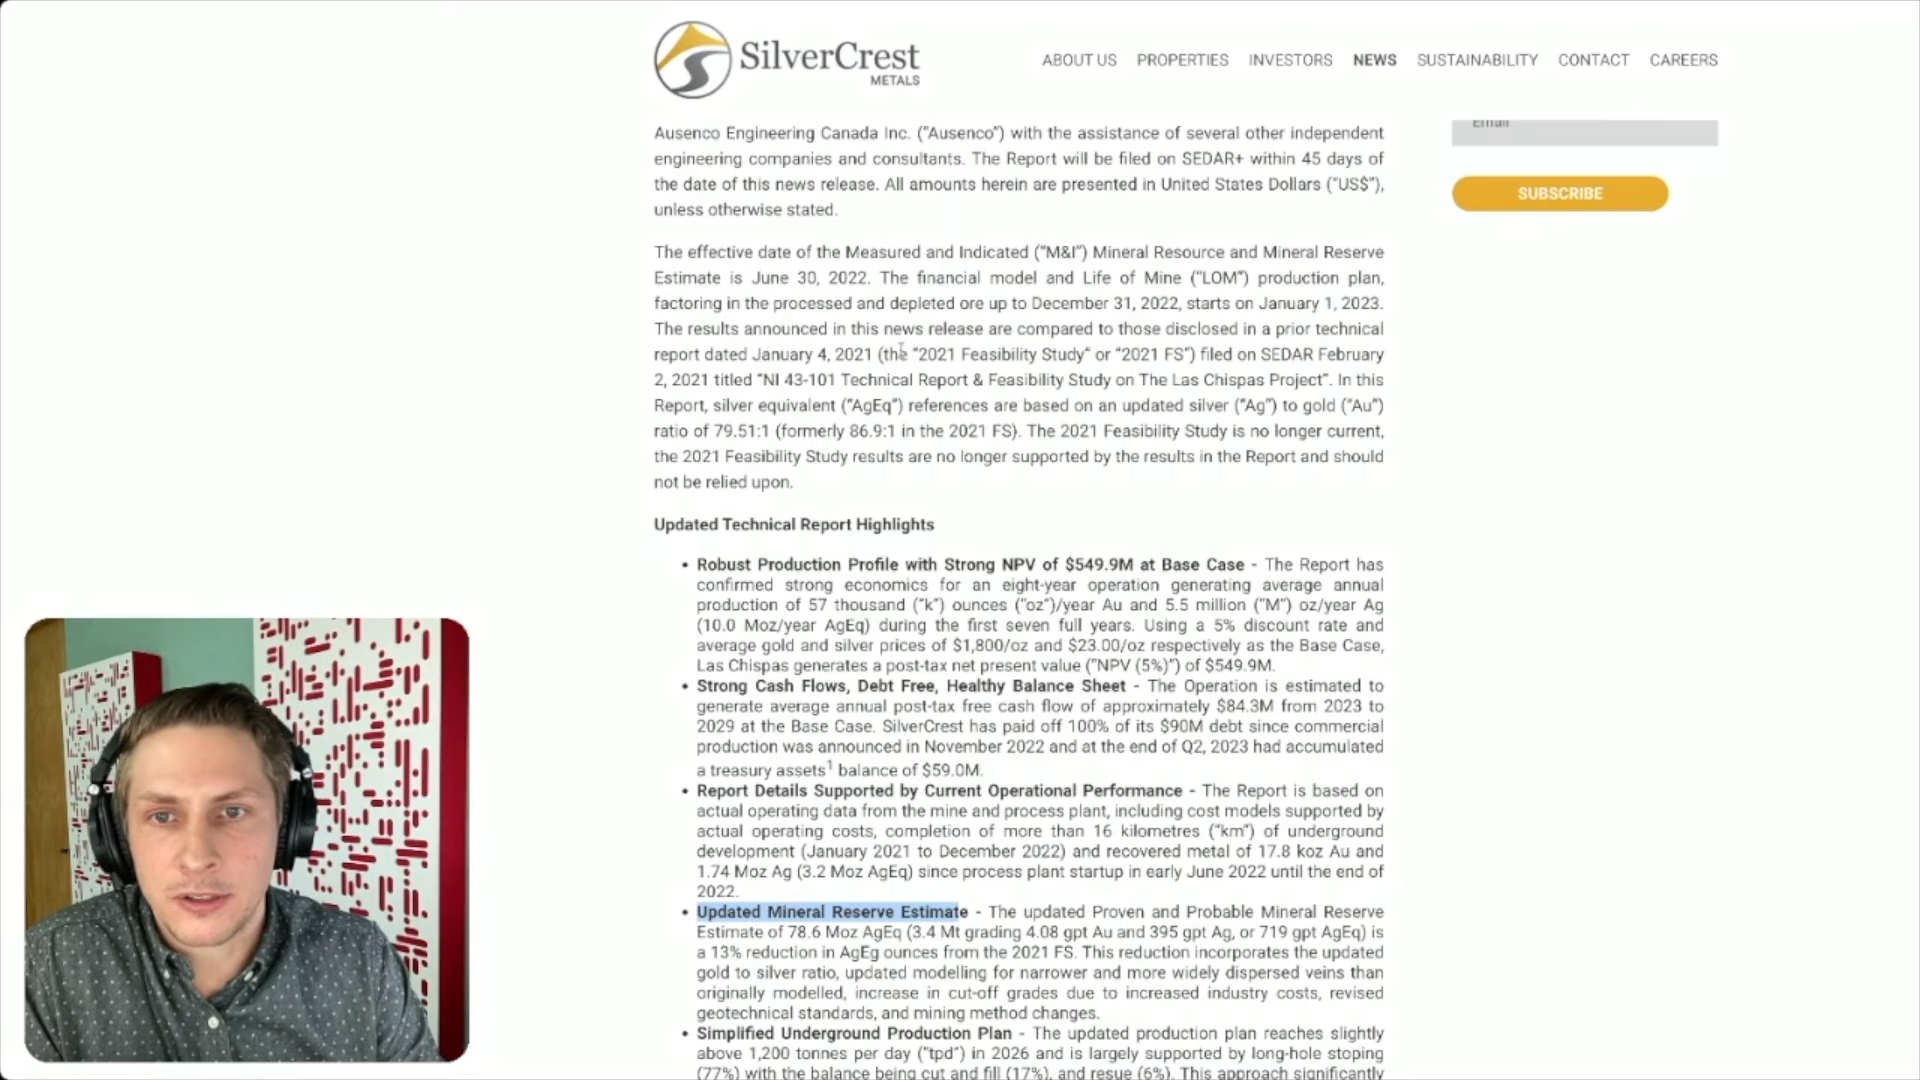 SilverCrest
METALS
ABOUT US PROPERTIES INVESTORS NEWS SUSTAINABILITY CONTACT CAREERS
Email
SUBSCRIBE
Ausenco Engineering Canada Inc. (“Ausenco”) with the assistance of several other independent
engineering companies and consultants. The Report will be filed on SEDAR+ within 45 days of
the date of this news release. All amounts herein are presented in United States Dollars (“US$”),
unless otherwise stated.
The effective date of the Measured and Indicated (“M&I”) Mineral Resource and Mineral Reserve
Estimate is June 30, 2022. The financial model and Life of Mine (“LOM”) production plan,
factoring in the processed and depleted ore up to December 31, 2022, starts on January 1, 2023.
The results announced in this news release are compared to those disclosed in a prior technical
report dated January 4, 2021 (the “2021 Feasibility Study” or “2021 FS”) filed on SEDAR February
2, 2021 titled “NI 43-101 Technical Report & Feasibility Study on The Las Chispas Project”. In this
Report, silver equivalent (“AgEq”) references are based on an updated silver (“Ag”) to gold (“Au”)
ratio of 79.51:1 (formerly 86.9:1 in the 2021 FS). The 2021 Feasibility Study is no longer current,
the 2021 Feasibility Study results are no longer supported by the results in the Report and should
not be relied upon.
Updated Technical Report Highlights
• Robust Production Profile with Strong NPV of $549.9M at Base Case - The Report has
confirmed strong economics for an eight-year operation generating average annual
production of 57 thousand (“k”) ounces (“oz”)/year Au and 5.5 million (“M”) oz/year Ag
(10.0 Moz/year AgEq) during the first seven full years. Using a 5% discount rate and
average gold and silver prices of $1,800/oz and $23.00/oz respectively as the Base Case,
Las Chispas generates a post-tax net present value (“NPV (5%)”) of $549.9M.
• Strong Cash Flows, Debt Free, Healthy Balance Sheet - The Operation is estimated to
generate average annual post-tax free cash flow of approximately $84.3M from 2023 to
2029 at the Base Case. SilverCrest has paid off 100% of its $90M debt since commercial
production was announced in November 2022 and at the end of Q2, 2023 had accumulated
a treasury assets1 balance of $59.0M.
• Report Details Supported by Current Operational Performance - The Report is based on
actual operating data from the mine and process plant, including cost models supported by
actual operating costs, completion of more than 16 kilometres (“km”) of underground
development (January 2021 to December 2022) and recovered metal of 17.8 koz Au and
1.74 Moz Ag (3.2 Moz AgEq) since process plant startup in early June 2022 until the end of
2022.
• Updated Mineral Reserve Estimate - The updated Proven and Probable Mineral Reserve
Estimate of 78.6 Moz AgEq (3.4 Mt grading 4.08 gpt Au and 395 gpt Ag, or 719 gpt AgEq) is
a 13% reduction in AgEg ounces from the 2021 FS. This reduction incorporates the updated
gold to silver ratio, updated modelling for narrower and more widely dispersed veins than
originally modelled, increase in cut-off grades due to increased industry costs, revised
geotechnical standards, and mining method changes.
• Simplified Underground Production Plan - The updated production plan reaches slightly
above 1,200 tonnes per day (“tpd”) in 2026 and is largely supported by long-hole stoping
(77%) with the balance being cut and fill (17%), and resue (6%). This approach significantly